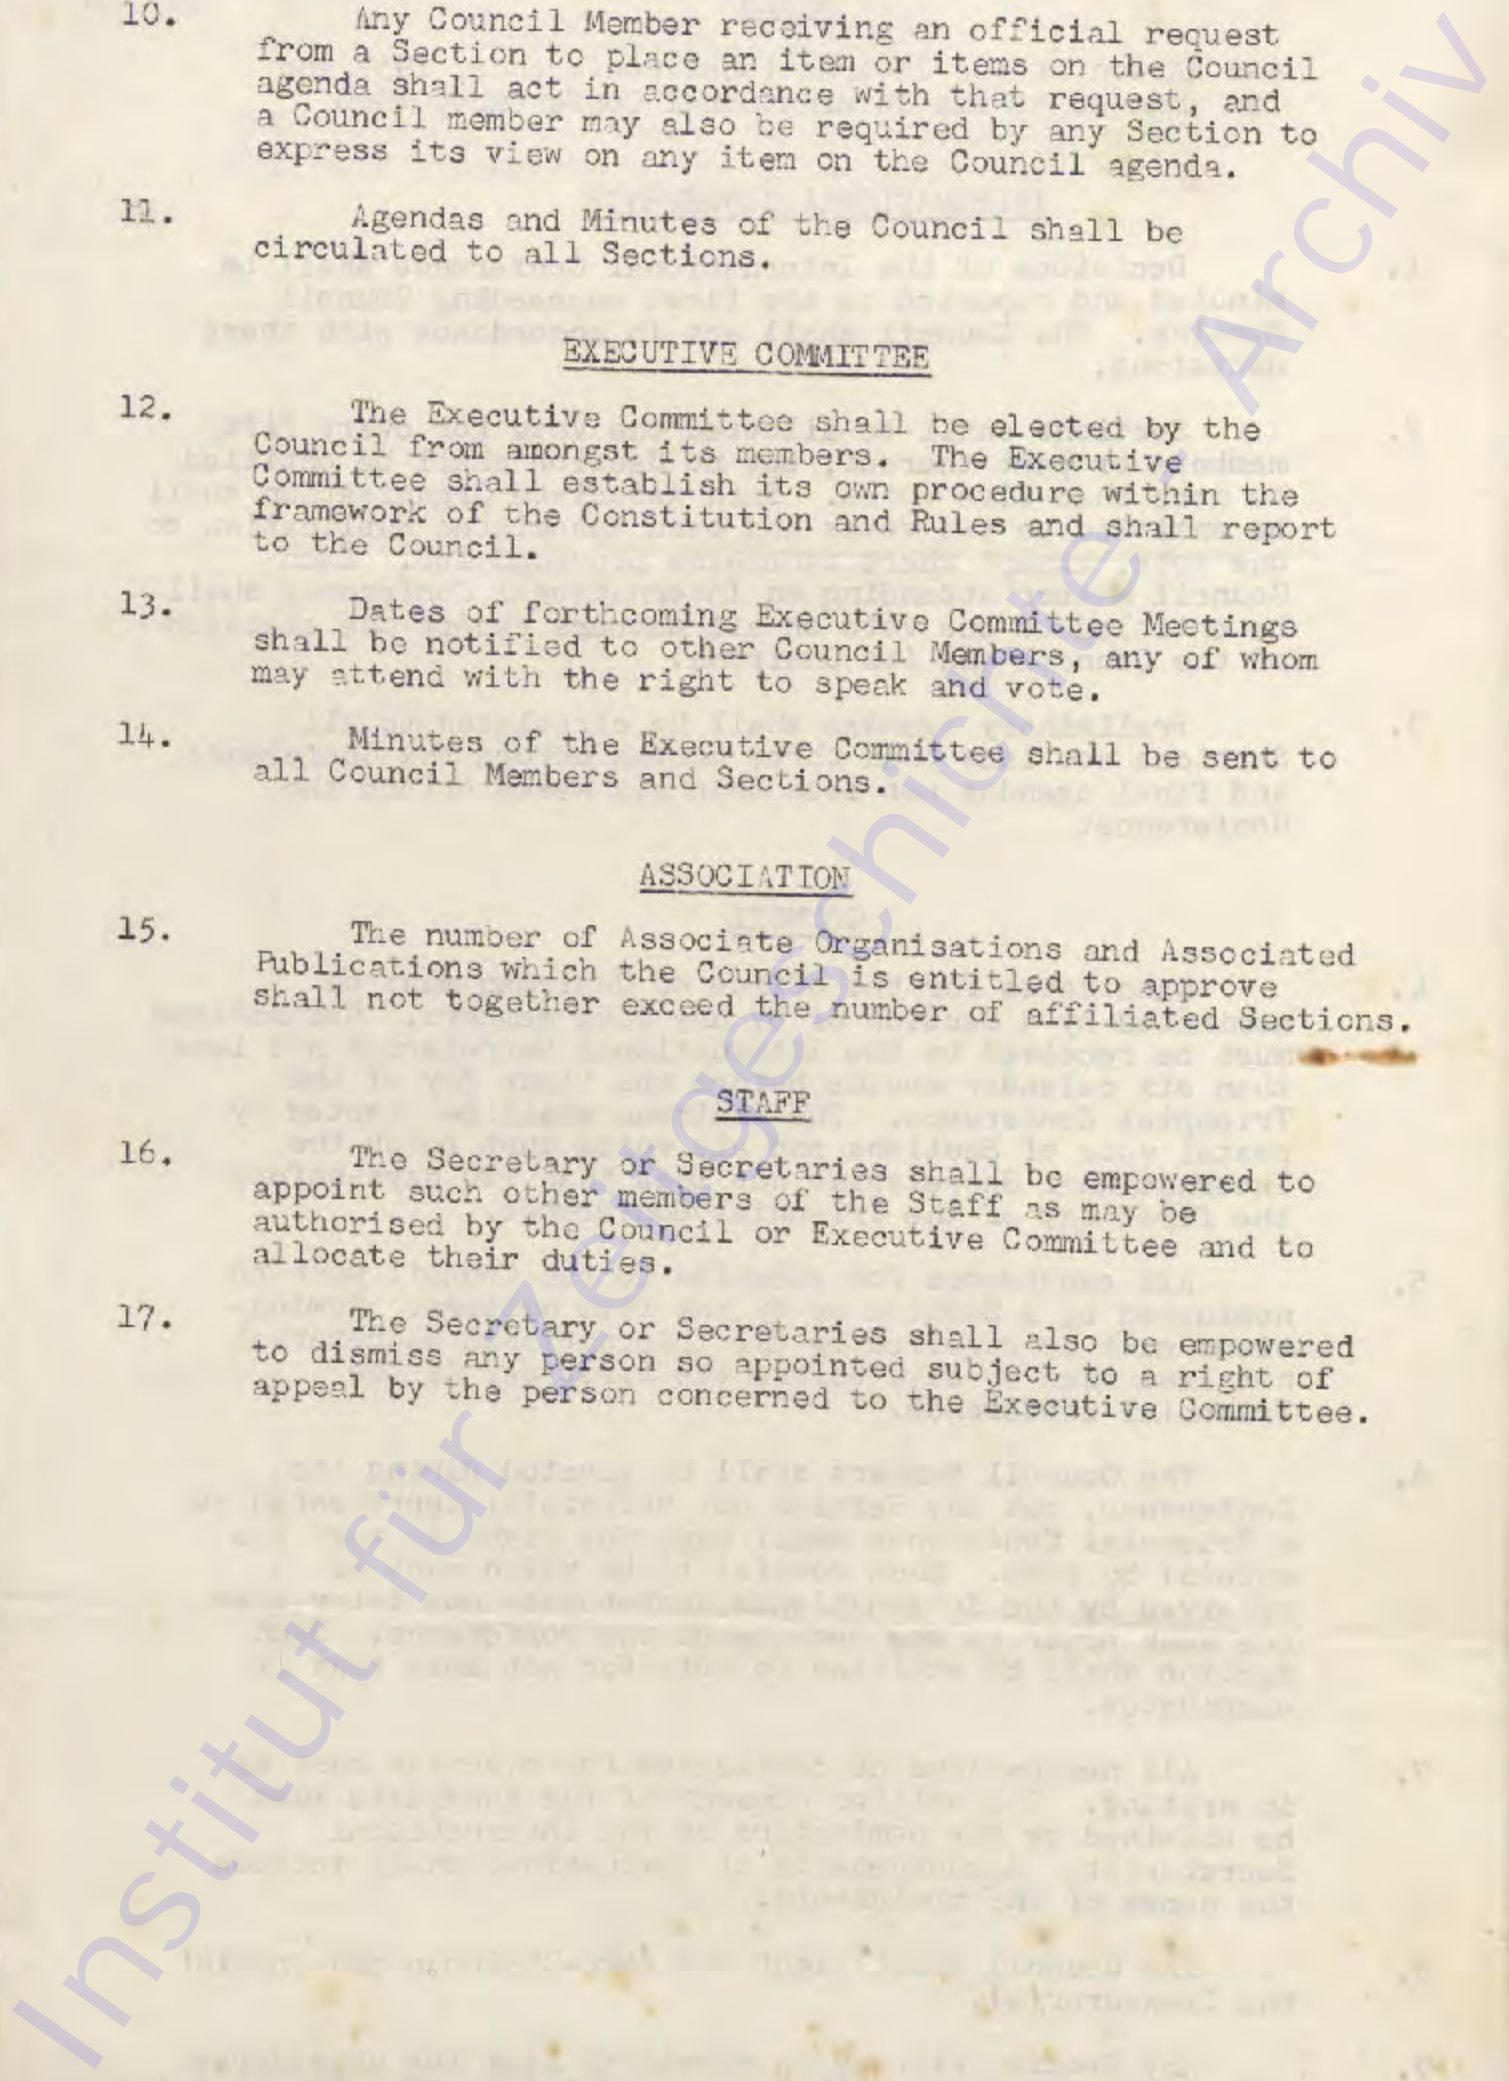 10. Any Council Member receiving an official request
from a Section to place an item or items on the Council
agenda shall act in accordance with that request, and
a Council member may also be required by any Section to
express its view on any item on the Council agenda.
11. Agendas and Minutes of the Council shall be
circulated to all Sections.
EXECUTIVE COMMITTEE
12. The Executive Committee shall be elected by the
Council from amongst its members. The Executive
Committee shall establish its own procedure within the
framework of the Constitution and Rules and shall report
to the Council.
13. Dates of forthcoming Executive Committee Meetings
shall be notified to other Council Members, any of whom
may attend with the right to speak and vote.
14. Minutes of the Executive Committee shall be sent to
all Council Members and Sections.
ASSOCIATION
15. The number of Associate Organisations and Associated
Publications which the Council is entitled to approve
shall not together exceed the number of affiliated Sections.
STAFF
16. The Secretary or Secretaries shall be empowered to
appoint such other members of the Staff as may be
authorised by the Council or Executive Committee and to
allocate their duties.
17. The Secretary or Secretaries shall also be empowered
to dismiss any person so appointed subject to a right of
appeal by the person concerned to the Executive Committee.
Institut für Zeitgeschichte - Archiv